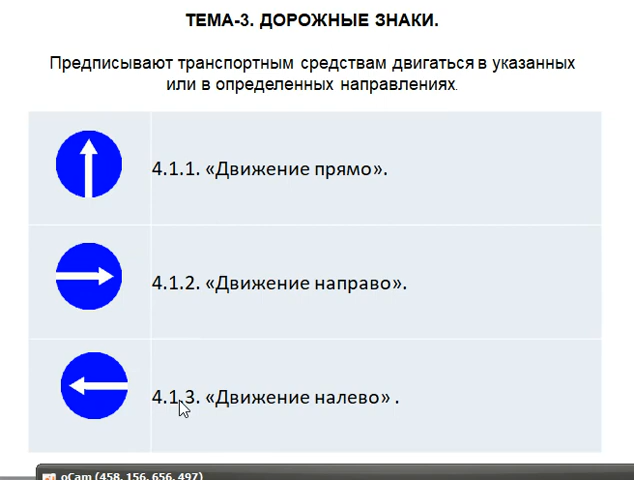 ТЕМА-3. ДОРОЖНЫЕ ЗНАКИ.
Предписывают транспортным средствам двигаться в указанных
или в определенных направлениях.
4.1.1. «Движение прямо».
4.1.2. «Движение направо».
4.1.3. «Движение налево» .
oCam (458, 156, 656, 497)